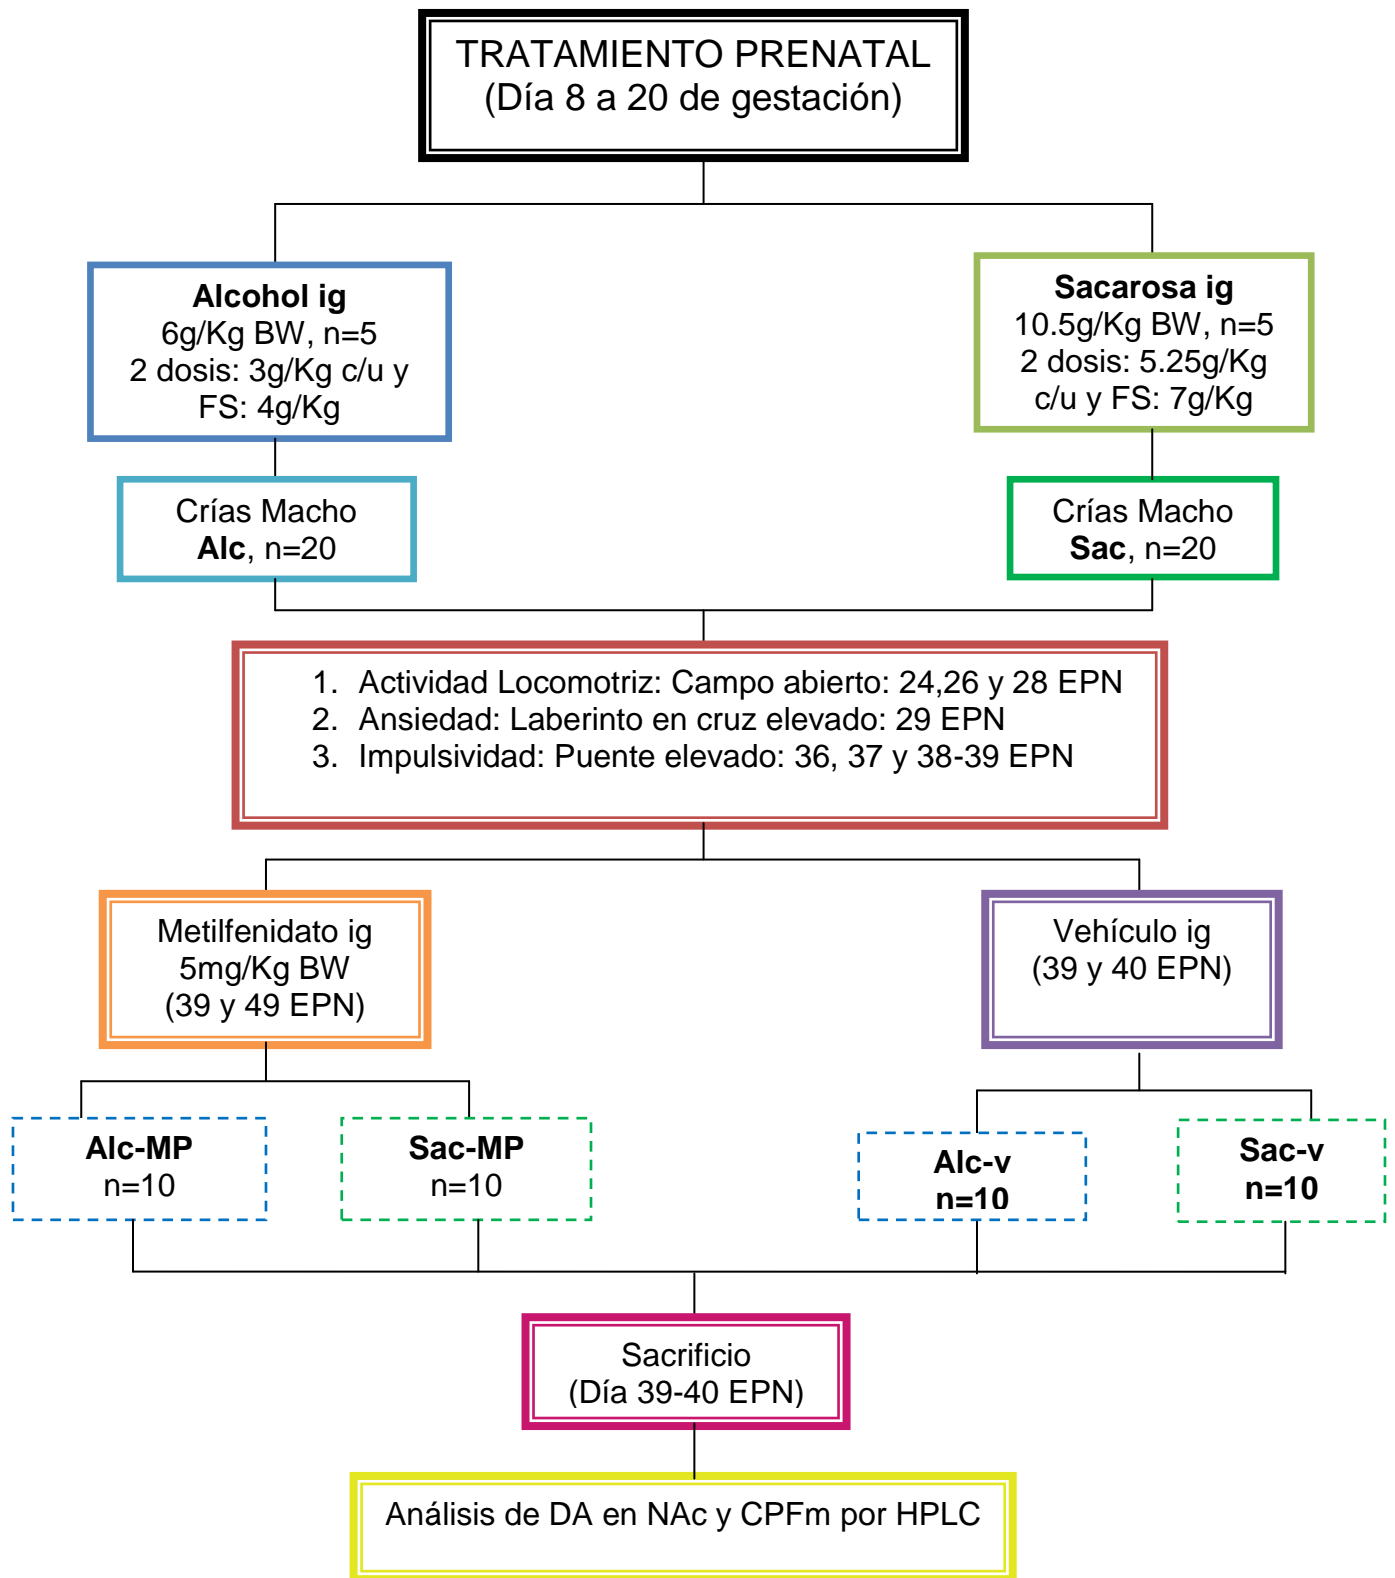 TRATAMIENTO PRENATAL
(Día 8 a 20 de gestación)
Alcohol ig
6g/Kg BW, n=5
2 dosis: 3g/Kg c/u y
FS: 4g/Kg
Sacarosa ig
10.5g/Kg BW, n=5
2 dosis: 5.25g/Kg
c/u y FS: 7g/Kg
Crías Macho
Alc, n=20
Crías Macho
Sac, n=20
1. Actividad Locomotriz: Campo abierto: 24,26 y 28 EPN
2. Ansiedad: Laberinto en cruz elevado: 29 EPN
3. Impulsividad: Puente elevado: 36, 37 y 38-39 EPN
Metilfenidato ig
5mg/Kg BW
(39 y 49 EPN)
Vehículo ig
(39 y 40 EPN)
Alc-MP
n=10
Sac-MP
n=10
Alc-v
n=10
Sac-v
n=10
Sacrificio
(Día 39-40 EPN)
Análisis de DA en NAc y CPFm por HPLC